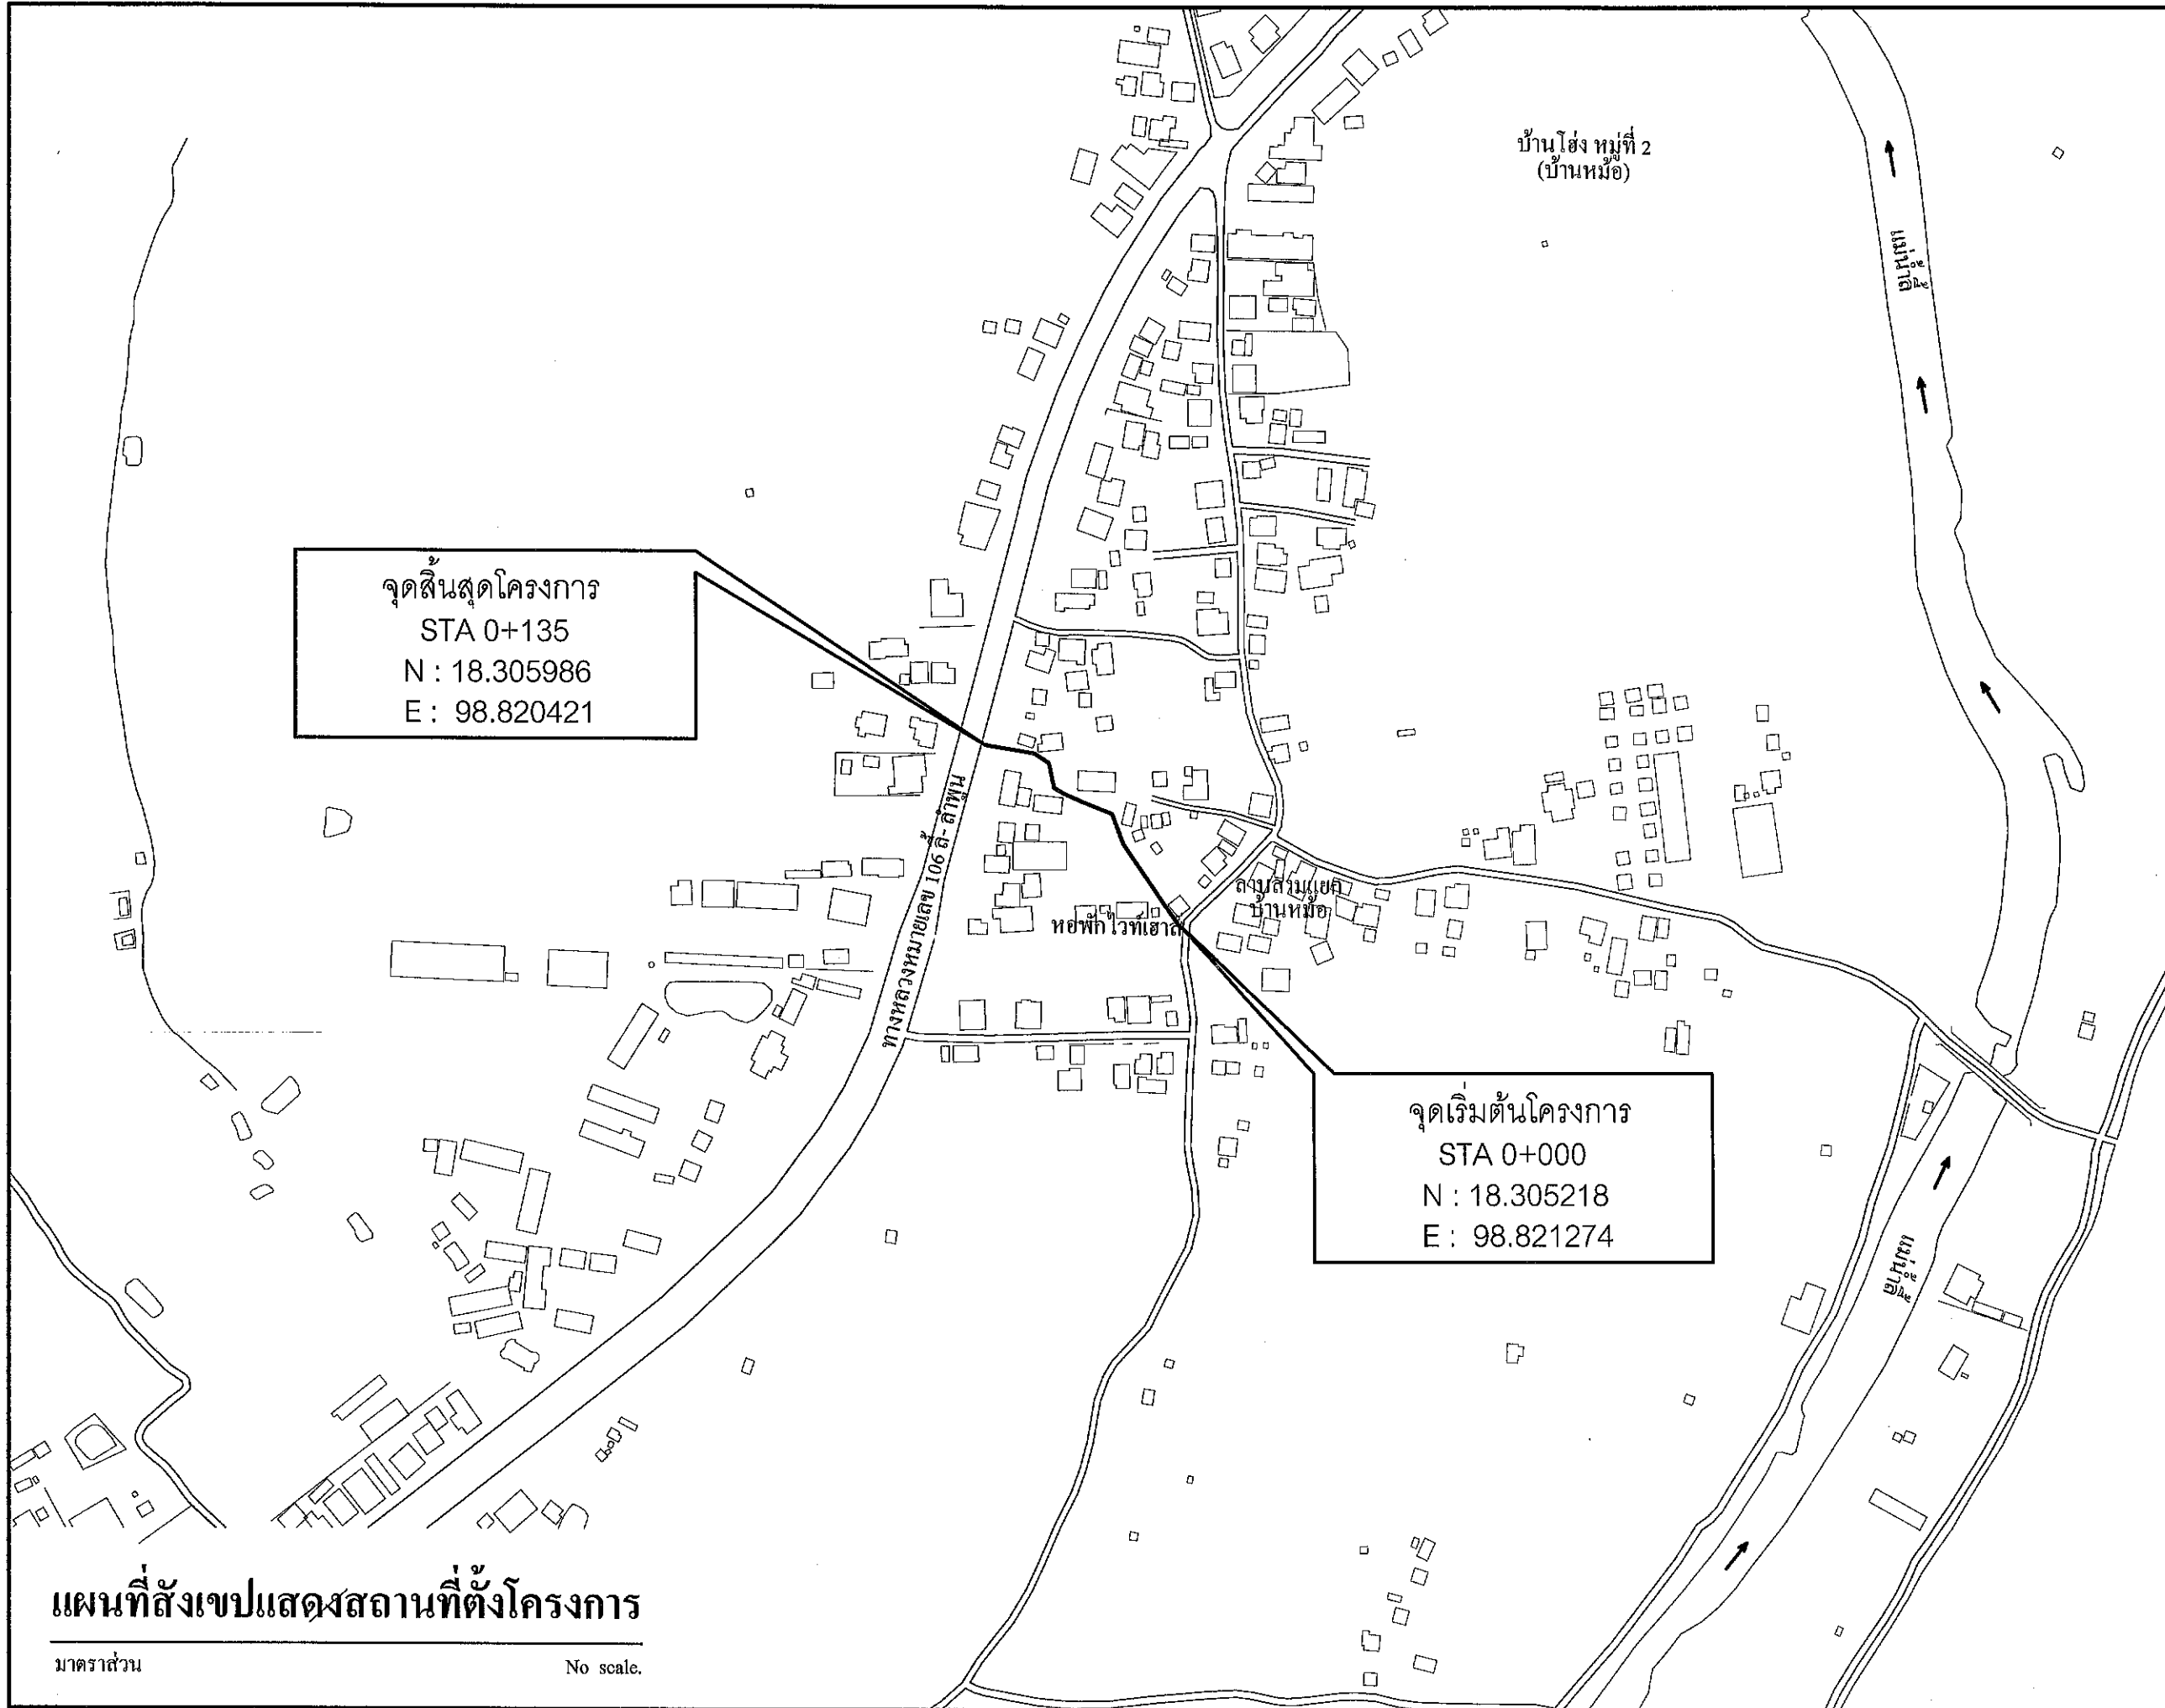 บ้านโฮ่ง หมู่ที่ 2
(บ้านหม้อ)
แม่น้ำลี้
จุดสิ้นสุดโครงการ
STA 0+135
N : 18.305986
E : 98.820421
ทางหลวงหมายเลข 106 ลี้-ลำพูน
ลาบสามแยก
บ้านหม้อ
หอพักไวท์เฮาส์
จุดเริ่มต้นโครงการ
STA 0+000
N : 18.305218
E : 98.821274
แม่น้ำลี้
แผนที่สังเขปแสดงสถานที่ตั้งโครงการ
มาตราส่วน No scale.